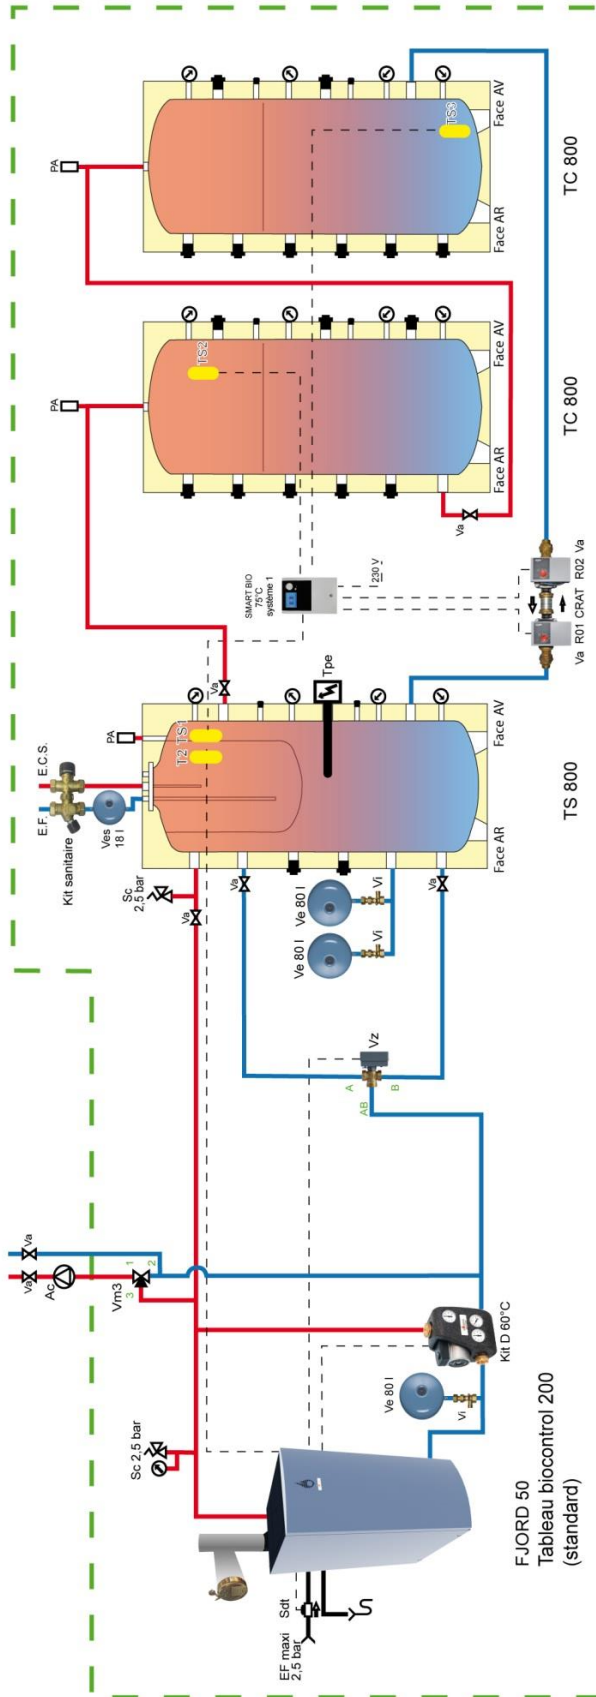 PA
TS3
Face AR
Face AV
TC 800
PA
TS2
Va
Face AR
Face AV
TC 800
SMART BIO
75°C
système 1
230 V
Va
R01
CRAT
R02
Va
E.F.
E.C.S.
Kit sanitaire
Ves
18 l
PA
T2
TS1
Va
Tpe
Sc
2,5 bar
Va
Va
Va
Face AR
Face AV
TS 800
Ve 80 l
Vi
Ve 80 l
Vi
A
AB
B
Vz
Va
Va
Ac
Vm3
1
2
3
Sc 2,5 bar
Kit D 60°C
Ve 80 l
Vi
Sdt
EF maxi
2,5 bar
S
FJORD 50
Tableau biocontrol 200
(standard)